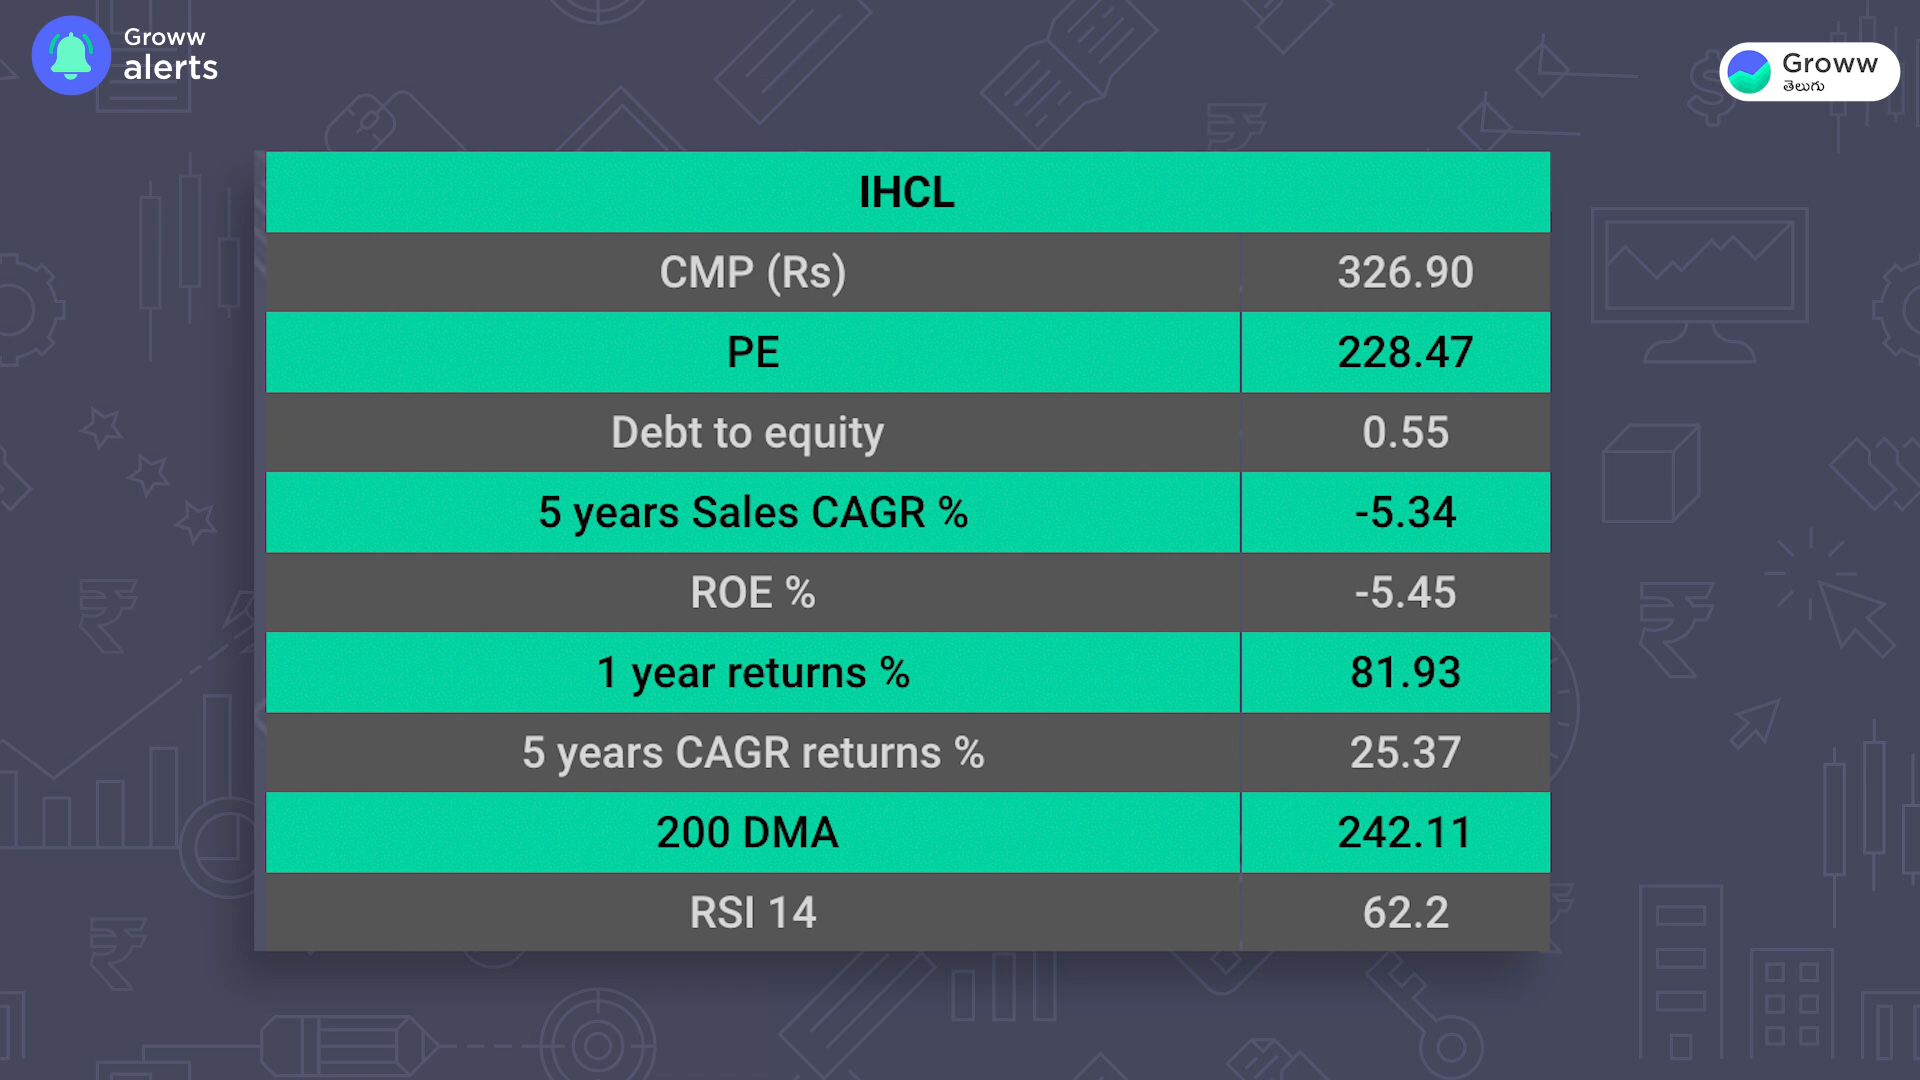 Groww
alerts
Groww
తెలుగు
IHCL
CMP (Rs) 326.90
PE 228.47
Debt to equity 0.55
5 years Sales CAGR % -5.34
ROE % -5.45
1 year returns % 81.93
5 years CAGR returns % 25.37
200 DMA 242.11
RSI 14 62.2